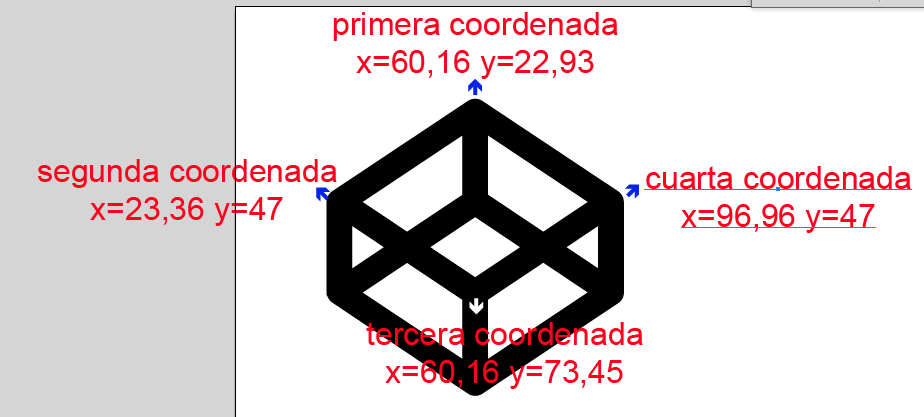 primera coordenada
x=60,16 y=22,93
segunda coordenada
x=23,36 y=47
cuarta coordenada
x=96,96 y=47
tercera coordenada
x=60,16 y=73,45